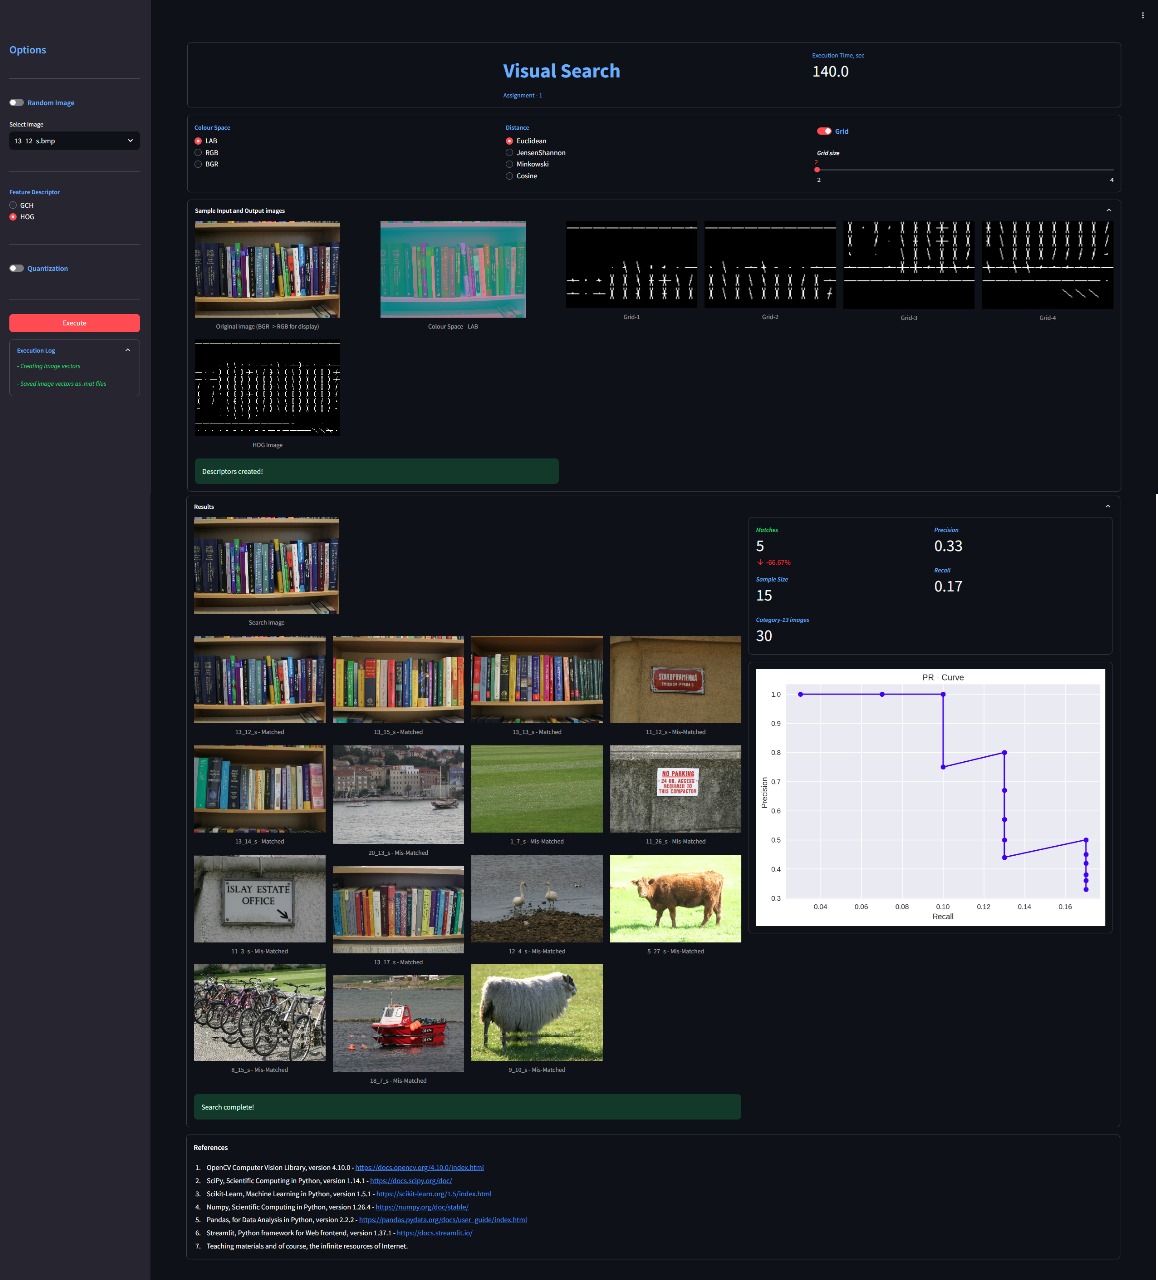 Options
Random Image
Select Image
13_12_s.bmp
Feature Descriptor
GCH
HOG
Quantization
Execute
Execution Log
- Creating image vectors
- Saved image vectors as .mat files
Visual Search
Assignment - 1
Execution Time, sec
140.0
Colour Space
LAB
RGB
BGR
Distance
Euclidean
JensenShannon
Minkowski
Cosine
Grid
Grid size
2
2 4
Sample Input and Output images
Original Image (BGR -> RGB for display)
Colour Space - LAB
Grid-1
Grid-2
Grid-3
Grid-4
HOG Image
Descriptors created!
Results
Search Image
13_12_s - Matched
13_15_s - Matched
13_13_s - Matched
11_12_s - Mis-Matched
NO PARKING
24 HR. ACCESS
REQUIRED TO
THIS COMPACTOR
13_14_s - Matched
20_13_s - Mis-Matched
1_7_s - Mis-Matched
11_26_s - Mis-Matched
ISLAY ESTATE
OFFICE
11_3_s - Mis-Matched
13_17_s - Matched
12_4_s - Mis-Matched
5_27_s - Mis-Matched
8_15_s - Mis-Matched
18_7_s - Mis-Matched
9_10_s - Mis-Matched
Search complete!
Matches
5
-66.67%
Sample Size
15
Category-13 images
30
Precision
0.33
Recall
0.17
PR - Curve
1.0
0.9
0.8
0.7
0.6
0.5
0.4
0.3
Precision
0.04 0.06 0.08 0.10 0.12 0.14 0.16
Recall
References
1. OpenCV Computer Vision Library, version 4.10.0 - https://docs.opencv.org/4.10.0/index.html
2. SciPy, Scientific Computing in Python, version 1.14.1 - https://docs.scipy.org/doc/
3. Scikit-Learn, Machine Learning in Python, version 1.5.1 - https://scikit-learn.org/1.5/index.html
4. Numpy, Scientific Computing in Python, version 1.26.4 - https://numpy.org/doc/stable/
5. Pandas, for Data Analysis in Python, version 2.2.2 - https://pandas.pydata.org/docs/user_guide/index.html
6. Streamlit, Python framework for Web frontend, version 1.37.1 - https://docs.streamlit.io/
7. Teaching materials and of course, the infinite resources of Internet.